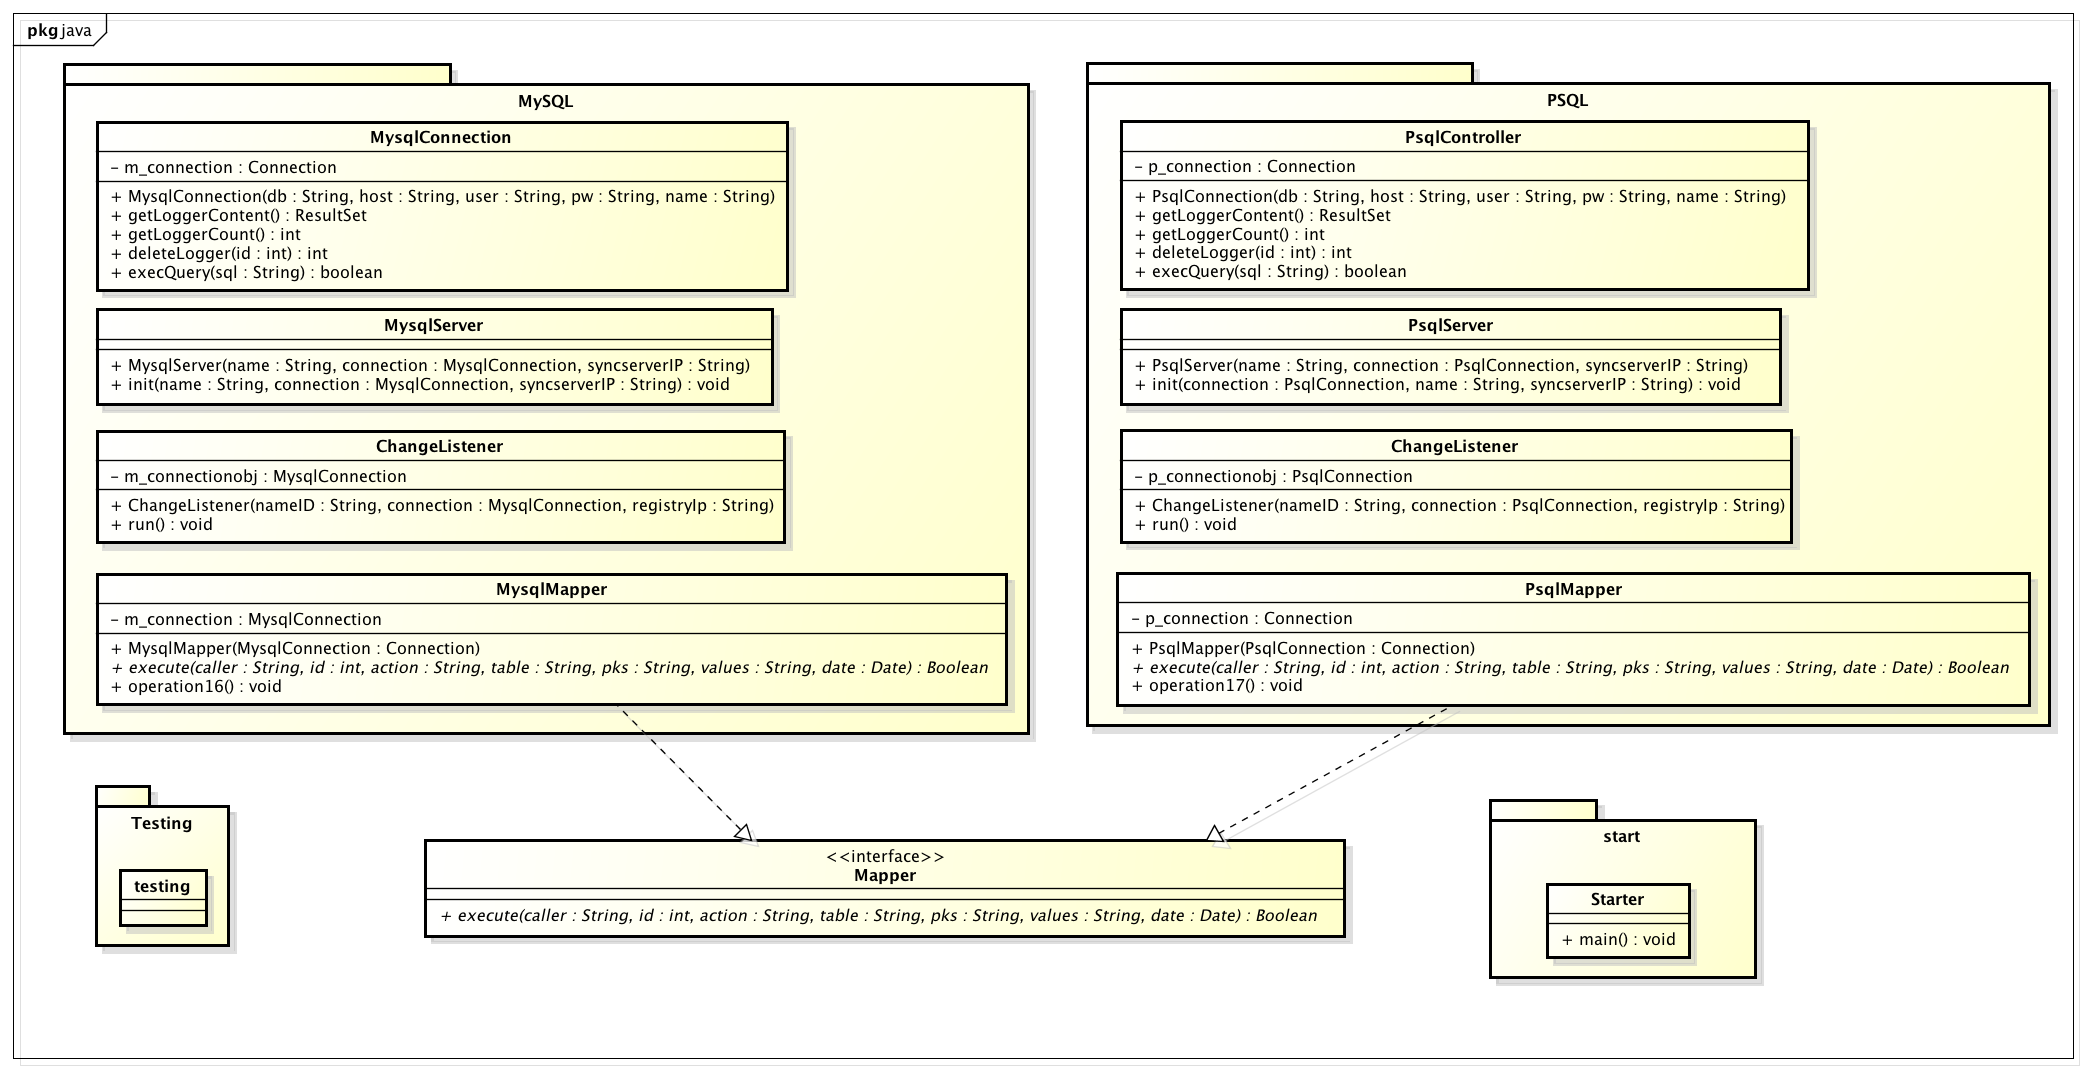 pkg java
MySQL
MysqlConnection
– m_connection : Connection
+ MysqlConnection(db : String, host : String, user : String, pw : String, name : String)
+ getLoggerContent() : ResultSet
+ getLoggerCount() : int
+ deleteLogger(id : int) : int
+ execQuery(sql : String) : boolean
MysqlServer
+ MysqlServer(name : String, connection : MysqlConnection, syncserverIP : String)
+ init(name : String, connection : MysqlConnection, syncserverIP : String) : void
ChangeListener
– m_connectionobj : MysqlConnection
+ ChangeListener(nameID : String, connection : MysqlConnection, registryIp : String)
+ run() : void
MysqlMapper
– m_connection : MysqlConnection
+ MysqlMapper(MysqlConnection : Connection)
+ execute(caller : String, id : int, action : String, table : String, pks : String, values : String, date : Date) : Boolean
+ operation16() : void
PSQL
PsqlController
– p_connection : Connection
+ PsqlConnection(db : String, host : String, user : String, pw : String, name : String)
+ getLoggerContent() : ResultSet
+ getLoggerCount() : int
+ deleteLogger(id : int) : int
+ execQuery(sql : String) : boolean
PsqlServer
+ PsqlServer(name : String, connection : PsqlConnection, syncserverIP : String)
+ init(connection : PsqlConnection, name : String, syncserverIP : String) : void
ChangeListener
– p_connectionobj : PsqlConnection
+ ChangeListener(nameID : String, connection : PsqlConnection, registryIp : String)
+ run() : void
PsqlMapper
– p_connection : Connection
+ PsqlMapper(PsqlConnection : Connection)
+ execute(caller : String, id : int, action : String, table : String, pks : String, values : String, date : Date) : Boolean
+ operation17() : void
Testing
testing
<<interface>>
Mapper
+ execute(caller : String, id : int, action : String, table : String, pks : String, values : String, date : Date) : Boolean
start
Starter
+ main() : void